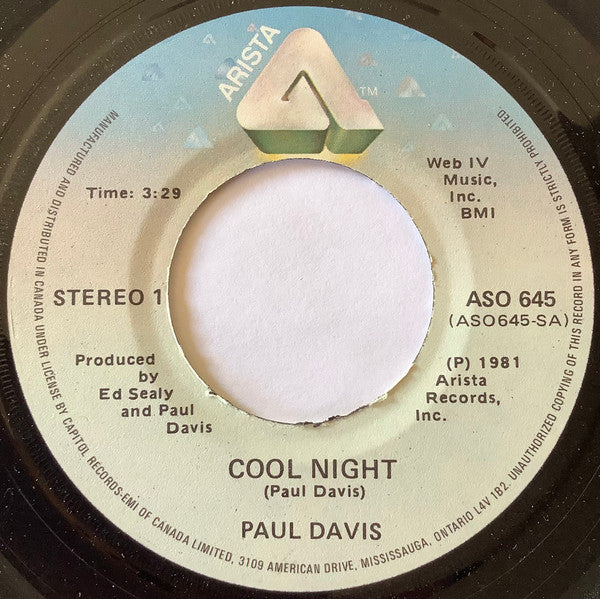 ARISTA
TM
Time: 3:29
Web IV
Music,
Inc.
BMI
STEREO 1
ASO 645
(ASO645-SA)
Produced
by
Ed Sealy
and Paul
Davis
(P) 1981
Arista
Records,
Inc.
COOL NIGHT
(Paul Davis)
PAUL DAVIS
MANUFACTURED AND DISTRIBUTED IN CANADA UNDER LICENSE BY CAPITOL RECORDS-EMI OF CANADA LIMITED, 3109 AMERICAN DRIVE, MISSISSAUGA, ONTARIO L4V 1B2. UNAUTHORIZED COPYING OF THIS RECORD IN ANY FORM IS STRICTLY PROHIBITED.